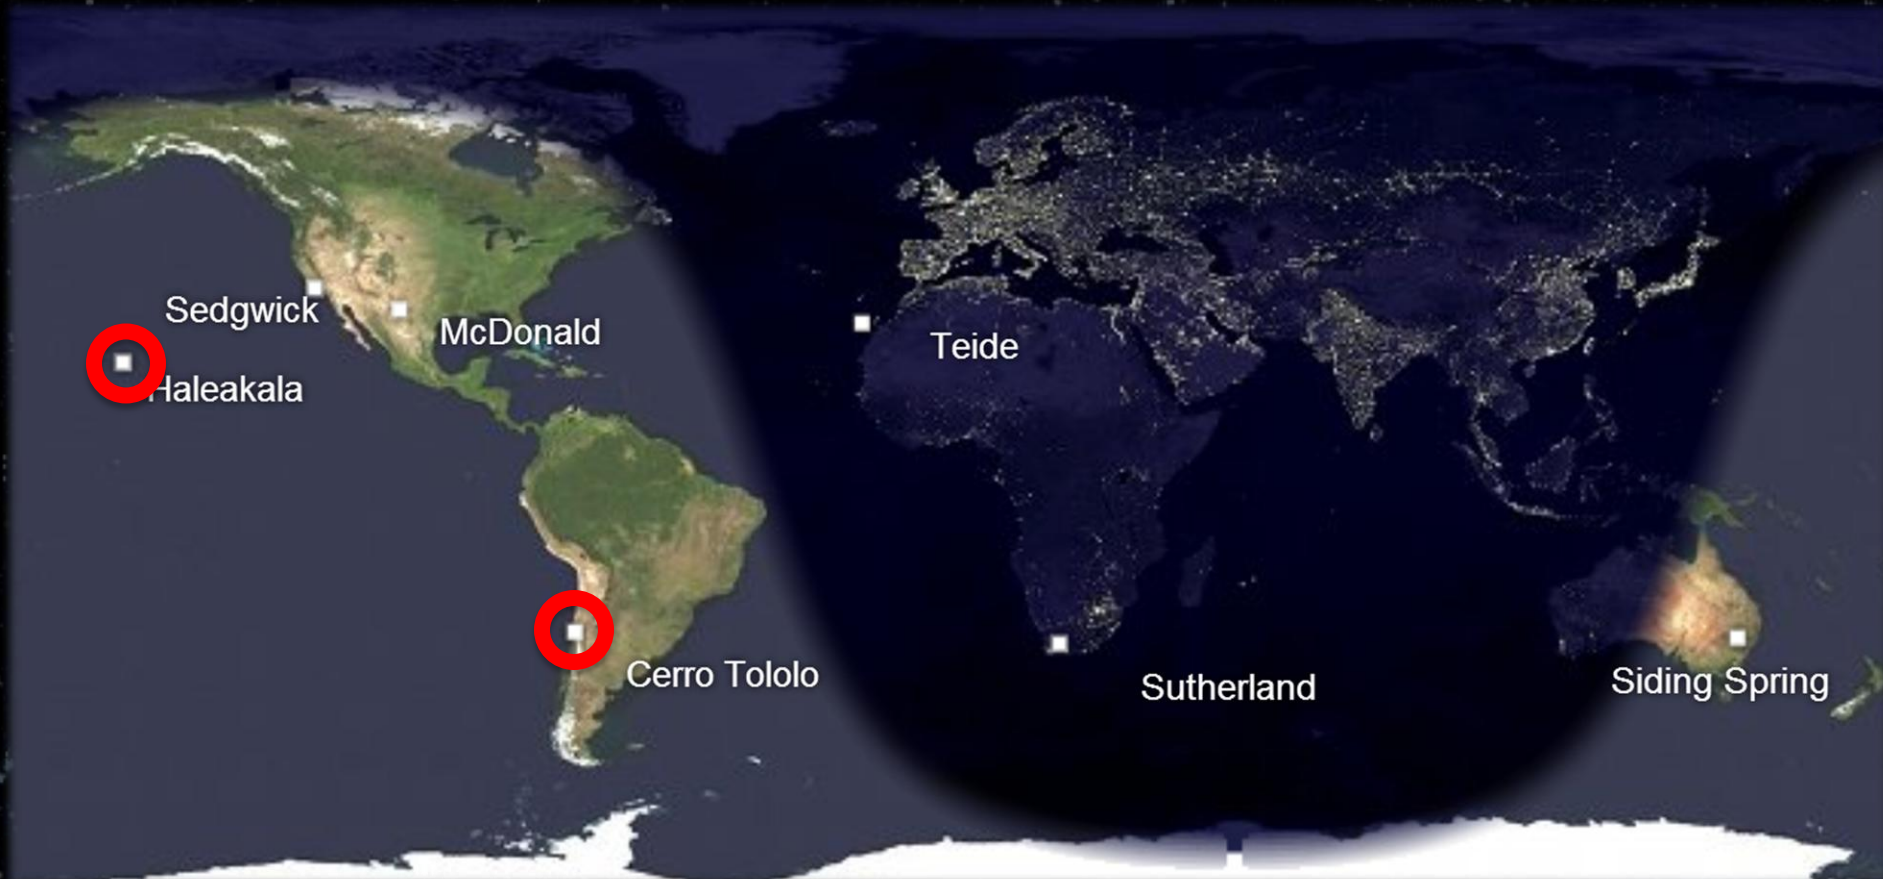 Sedgwick
McDonald
Teide
Haleakala
Cerro Tololo
Sutherland
Siding Spring